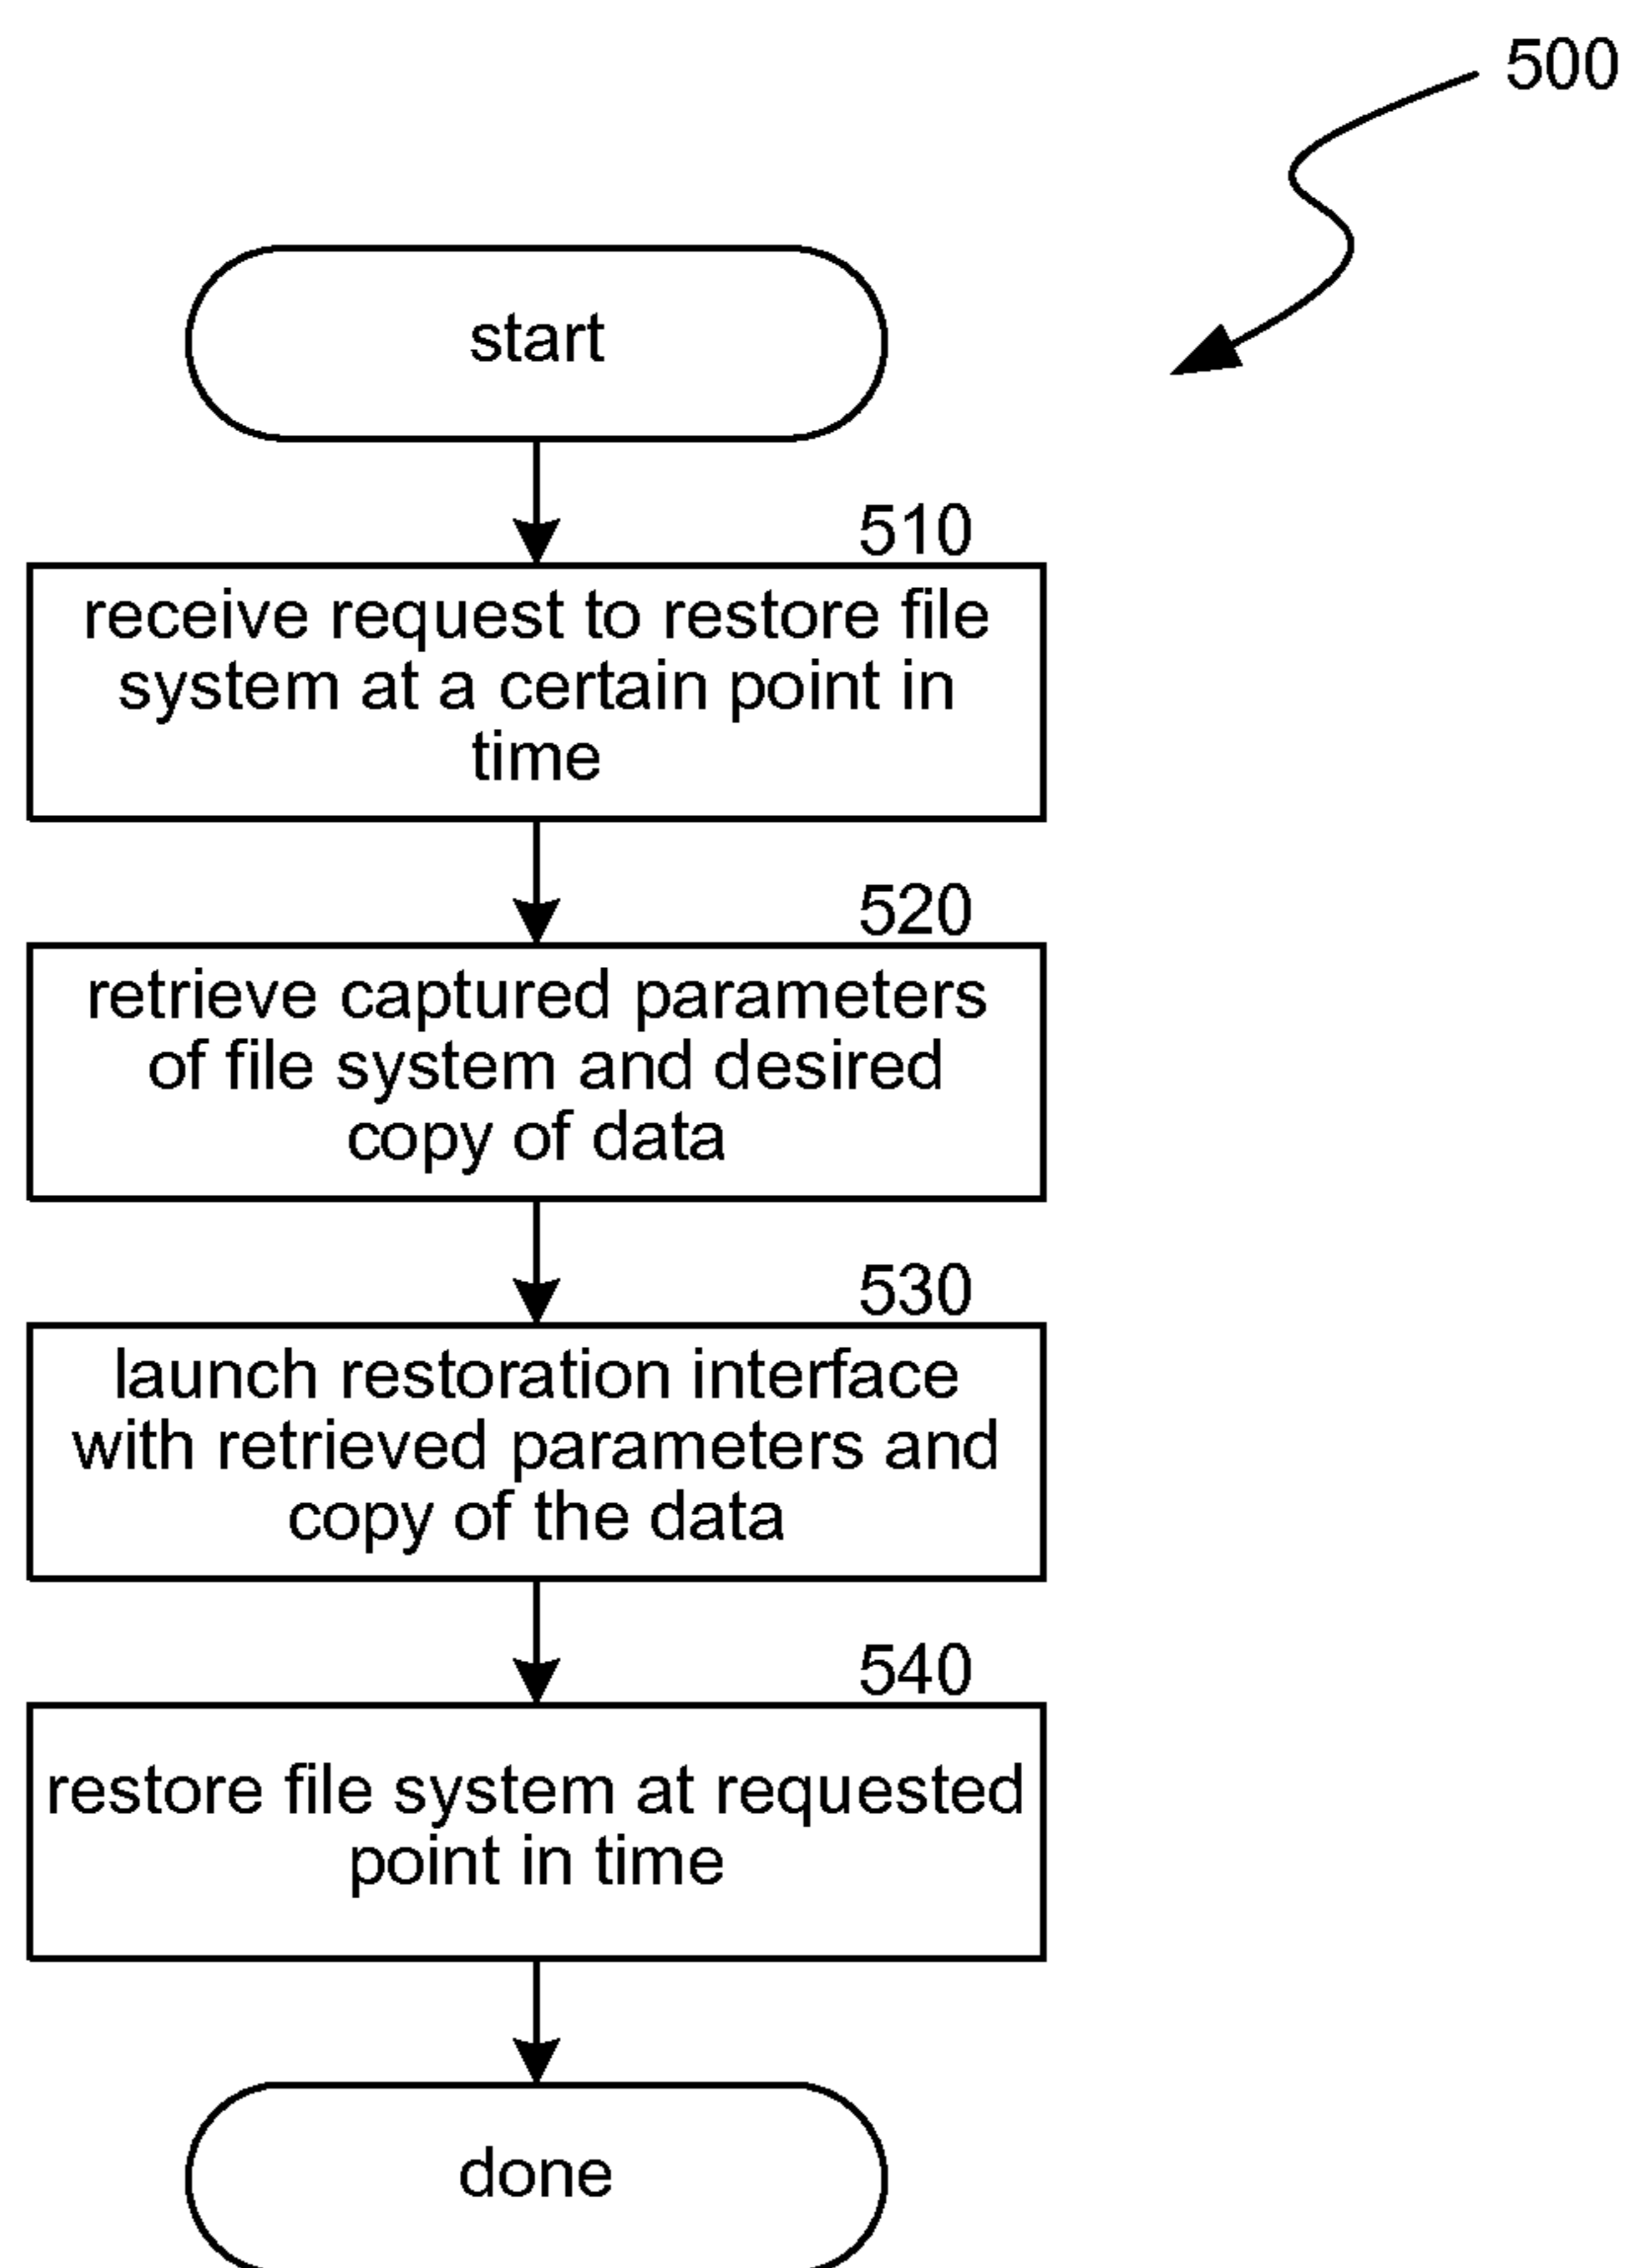 500
start
510
receive request to restore file
system at a certain point in
time
520
retrieve captured parameters
of file system and desired
copy of data
530
launch restoration interface
with retrieved parameters and
copy of the data
540
restore file system at requested
point in time
done